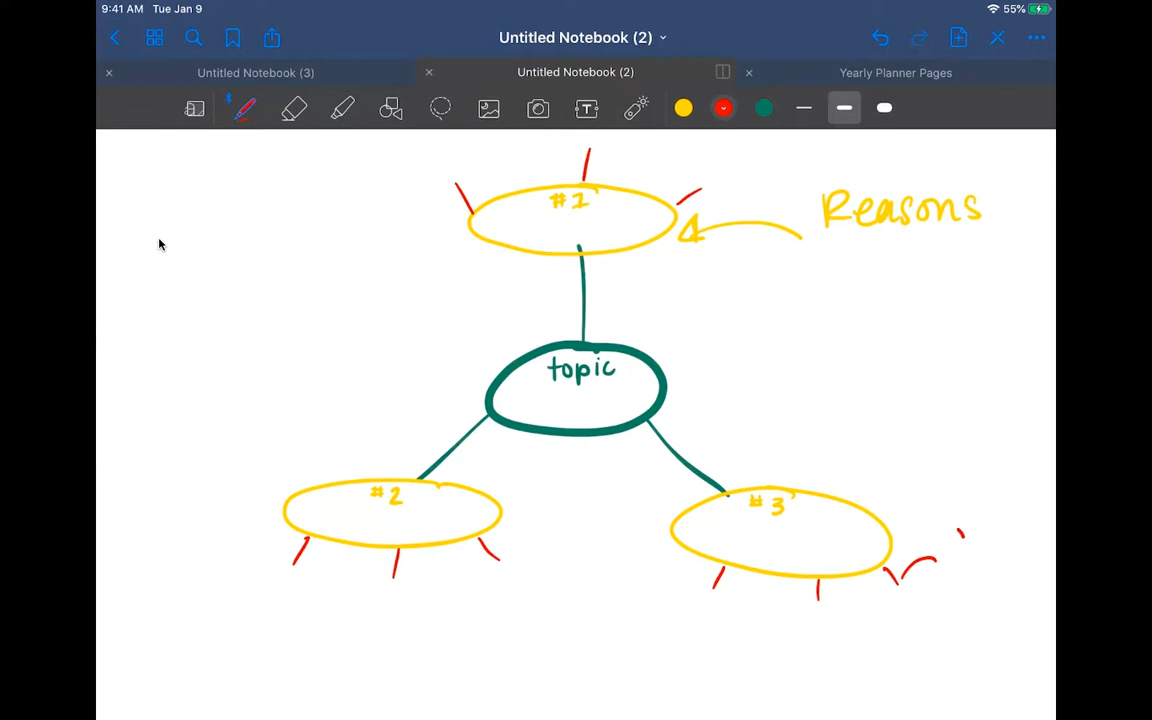 9:41 AM Tue Jan 9
55%
Untitled Notebook (2)
Untitled Notebook (3)
Untitled Notebook (2)
Yearly Planner Pages
T
#1
Reasons
topic
#2
#3